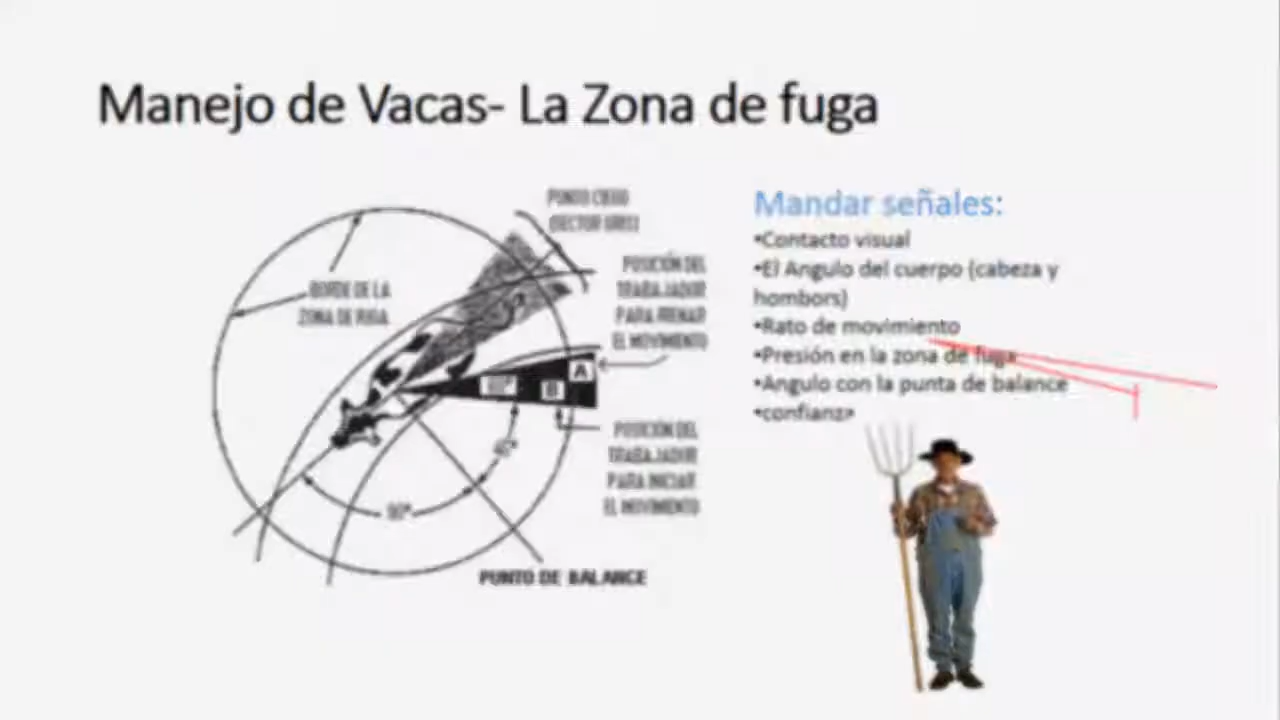 Manejo de Vacas- La Zona de fuga
PUNTO CIEGO
(SECTOR GRIS)
POSICIÓN DEL
TRABAJADOR
PARA FRENAR
EL MOVIMIENTO
BORDE DE LA
ZONA DE FUGA
A
B
60°
POSICIÓN DEL
TRABAJADOR
PARA INICIAR
EL MOVIMIENTO
90°
PUNTO DE BALANCE
Mandar señales:
•Contacto visual
•El Angulo del cuerpo (cabeza y
hombors)
•Rato de movimiento
•Presión en la zona de fuga
•Angulo con la punta de balance
•confianza